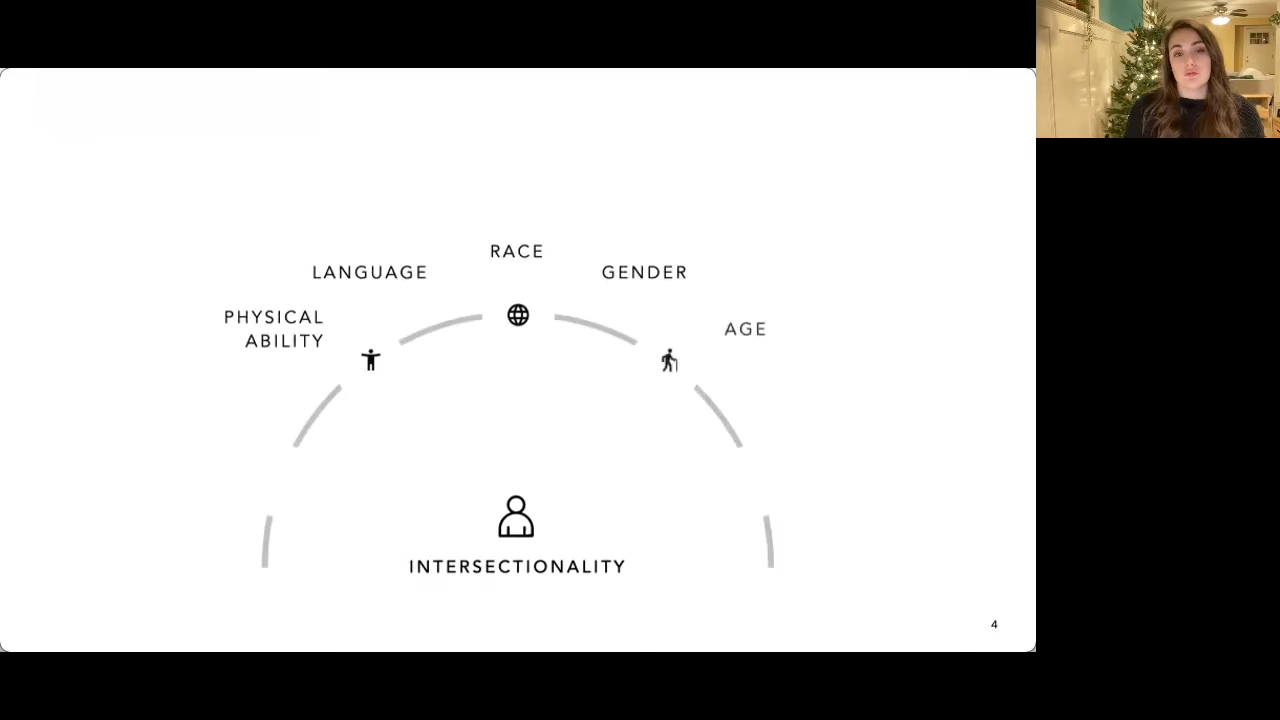 RACE
LANGUAGE
GENDER
PHYSICAL
ABILITY
AGE
INTERSECTIONALITY
4